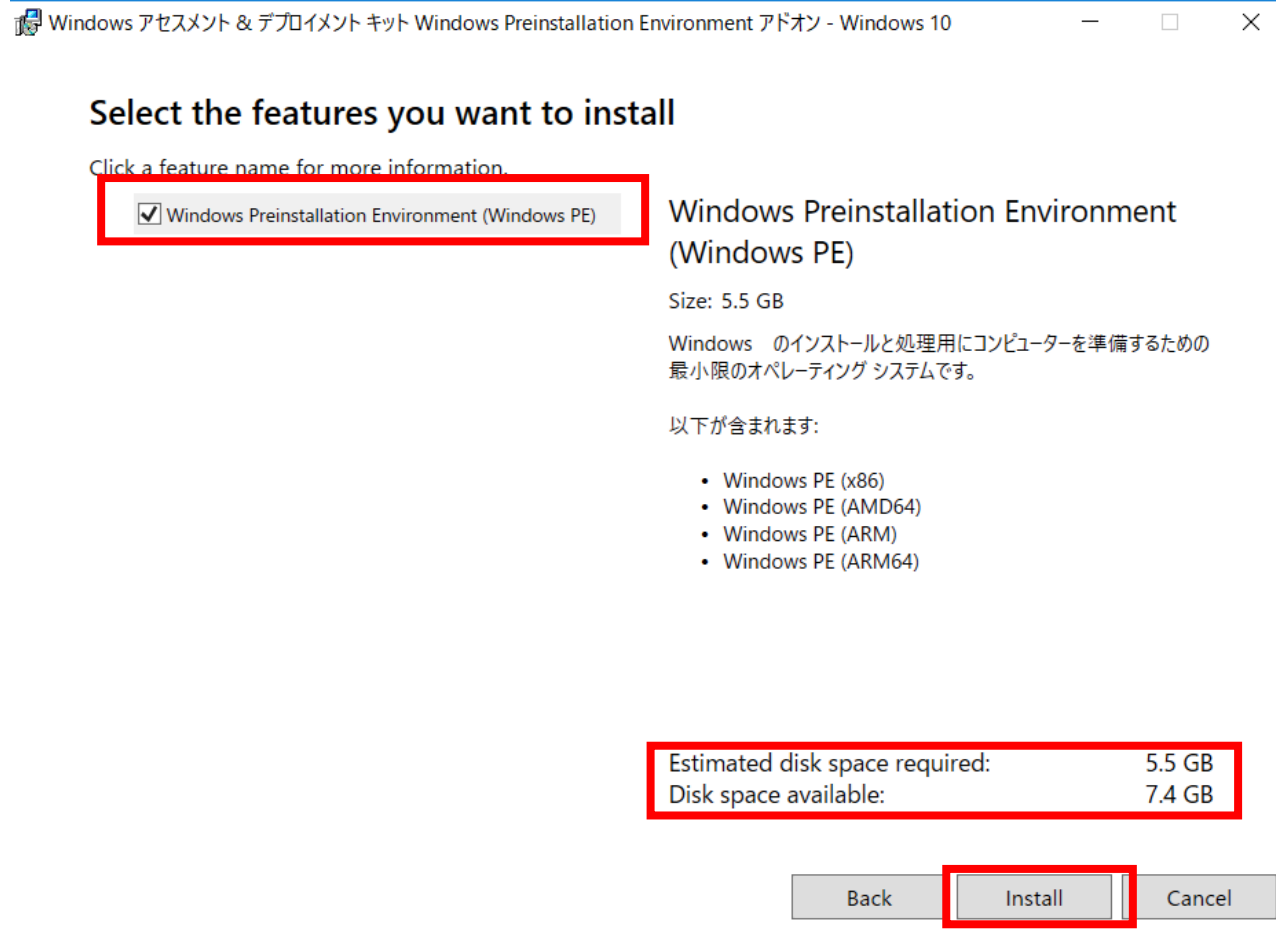 Windows アセスメント & デプロイメント キット Windows Preinstallation Environment アドオン - Windows 10
Select the features you want to install
Click a feature name for more information.
Windows Preinstallation Environment (Windows PE)
Windows Preinstallation Environment
(Windows PE)
Size: 5.5 GB
Windows　のインストールと処理用にコンピューターを準備するための
最小限のオペレーティング システムです。
以下が含まれます:
• Windows PE (x86)
• Windows PE (AMD64)
• Windows PE (ARM)
• Windows PE (ARM64)
Estimated disk space required: 5.5 GB
Disk space available: 7.4 GB
Back Install Cancel